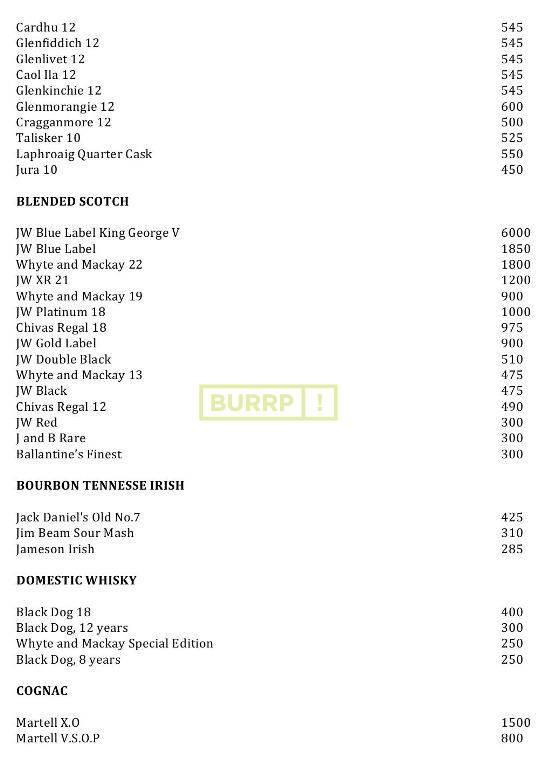 Cardhu 12 545
Glenfiddich 12 545
Glenlivet 12 545
Caol Ila 12 545
Glenkinchie 12 545
Glenmorangie 12 600
Cragganmore 12 500
Talisker 10 525
Laphroaig Quarter Cask 550
Jura 10 450
BLENDED SCOTCH
JW Blue Label King George V 6000
JW Blue Label 1850
Whyte and Mackay 22 1800
JW XR 21 1200
Whyte and Mackay 19 900
JW Platinum 18 1000
Chivas Regal 18 975
JW Gold Label 900
JW Double Black 510
Whyte and Mackay 13 475
JW Black 475
Chivas Regal 12 490
BURRP!
JW Red 300
J and B Rare 300
Ballantine's Finest 300
BOURBON TENNESSE IRISH
Jack Daniel's Old No.7 425
Jim Beam Sour Mash 310
Jameson Irish 285
DOMESTIC WHISKY
Black Dog 18 400
Black Dog, 12 years 300
Whyte and Mackay Special Edition 250
Black Dog, 8 years 250
COGNAC
Martell X.O 1500
Martell V.S.O.P 800